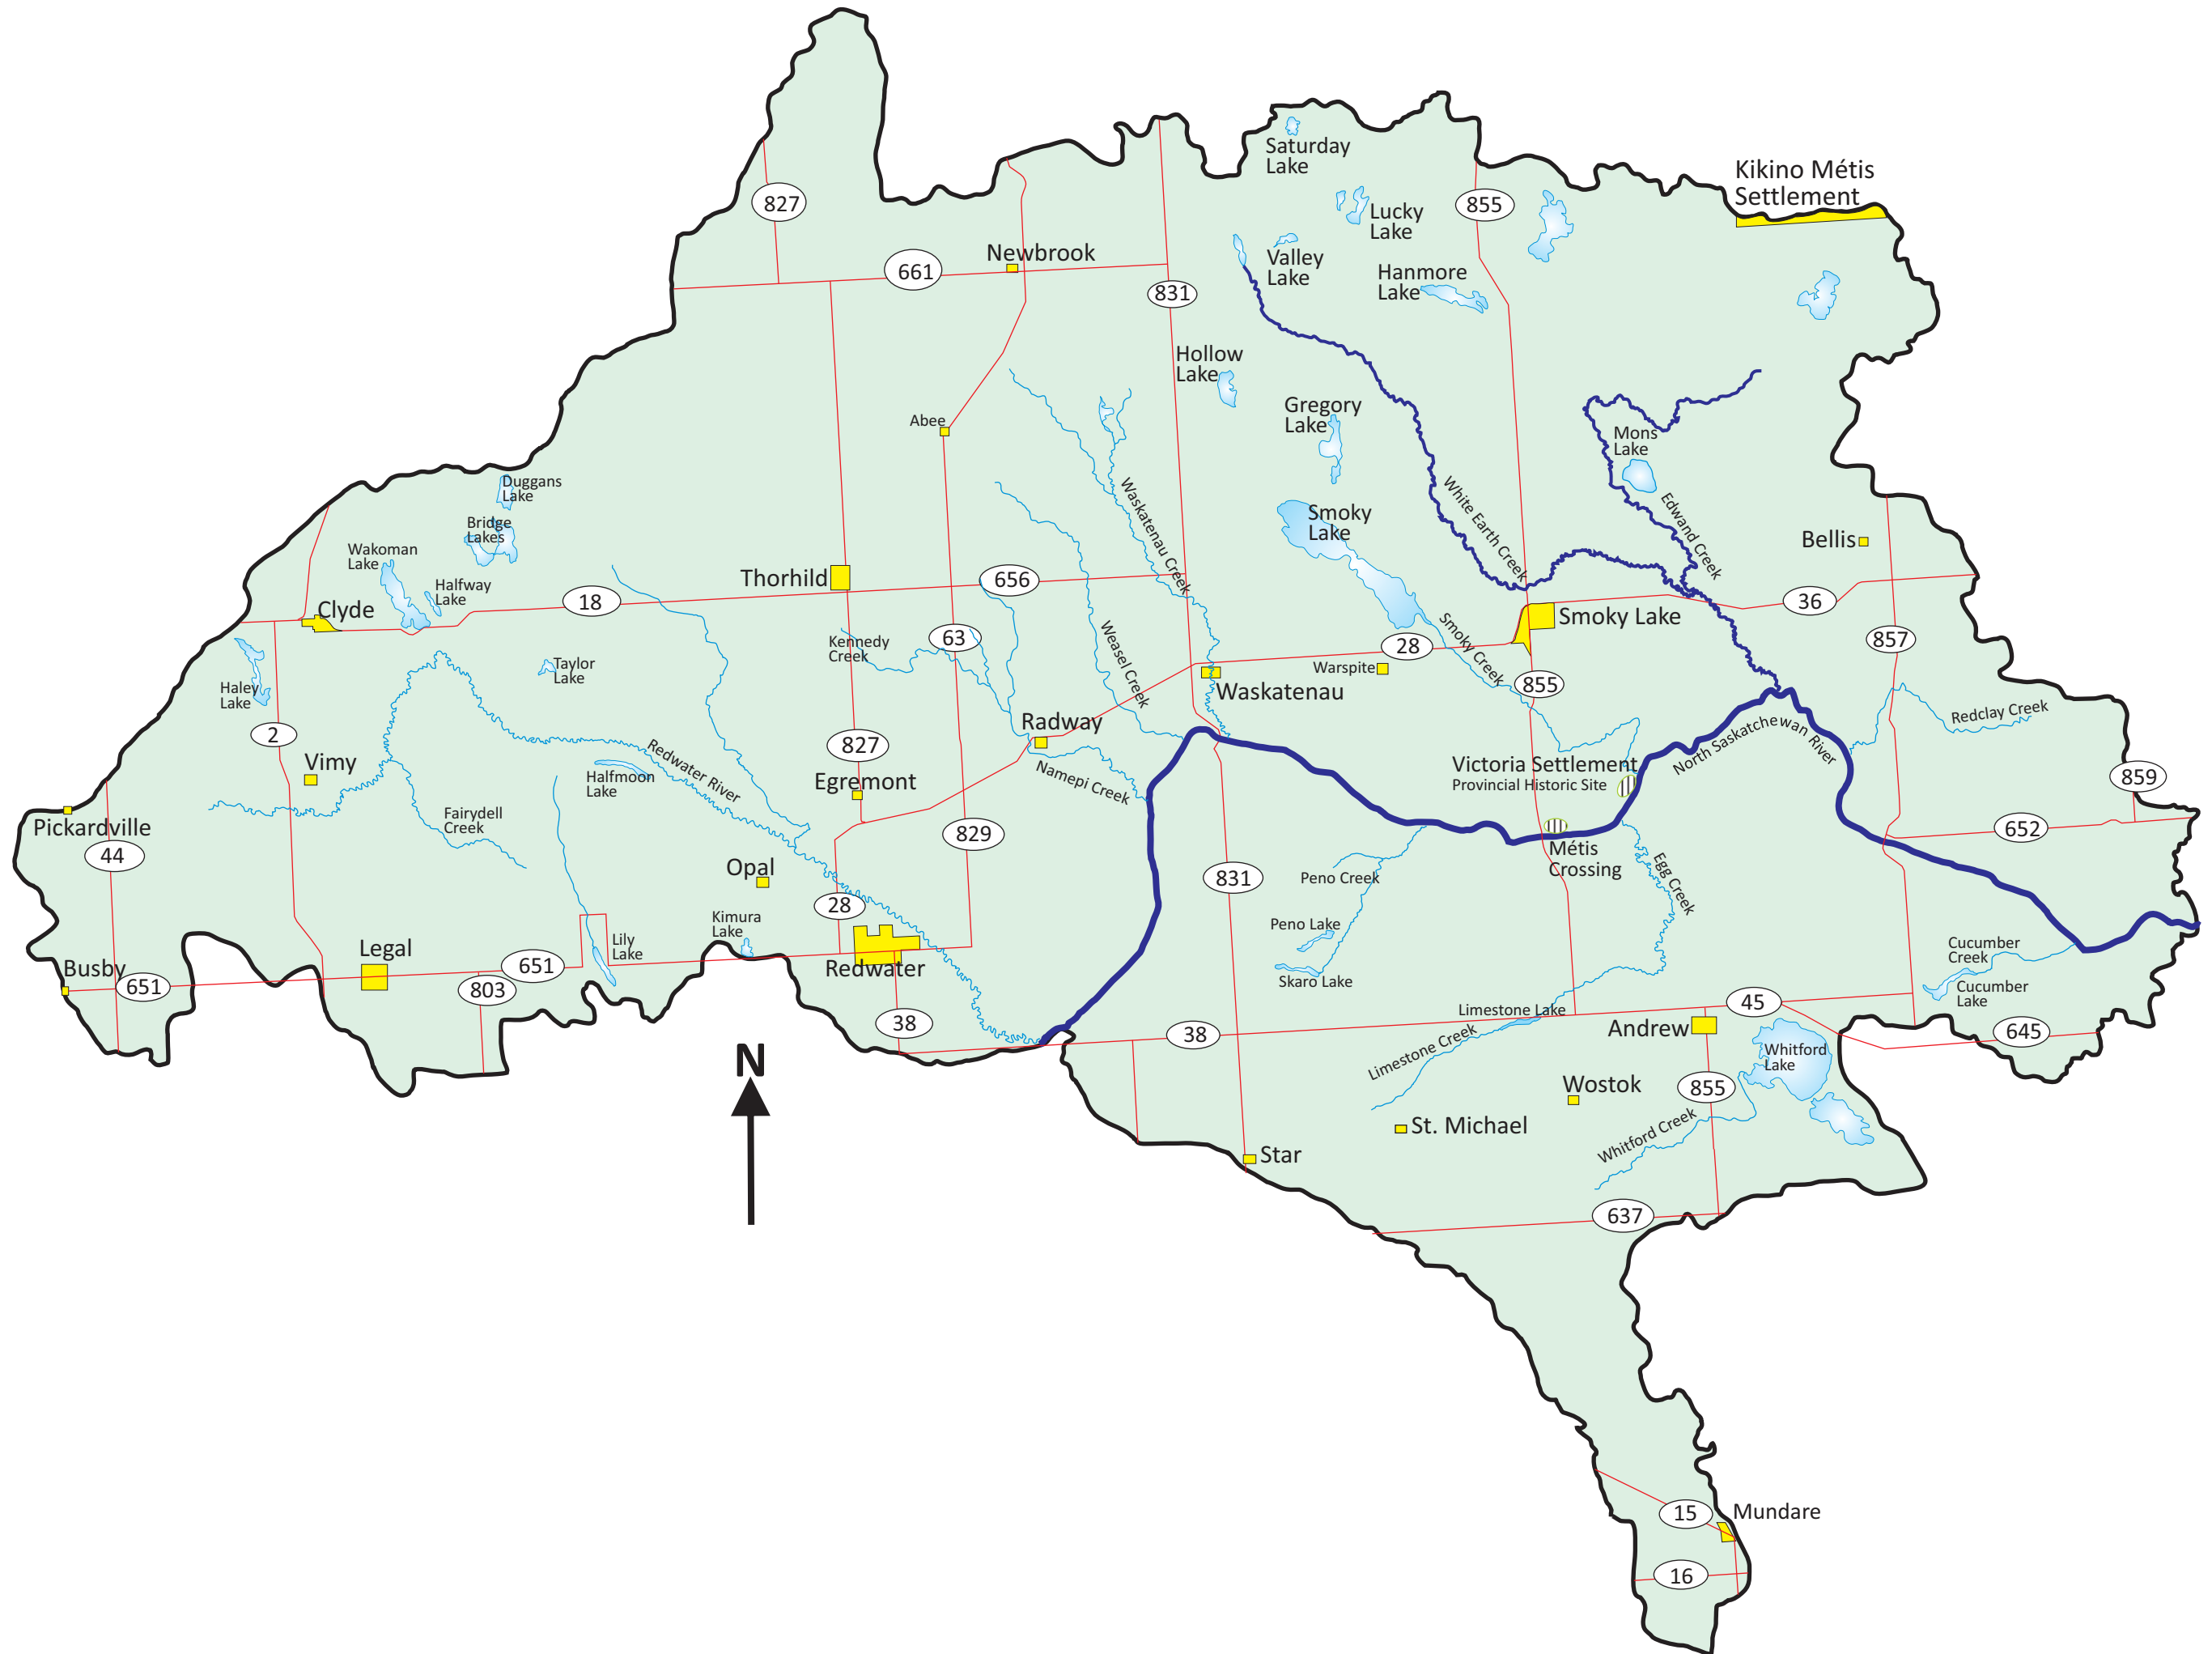 Saturday
Lake
Kikino Métis
Settlement
827
855
Lucky
Lake
Newbrook
661
Valley
Lake
Hanmore
Lake
831
Hollow
Lake
Gregory
Lake
Abee
Mons
Lake
Duggans
Lake
Bridge
Lakes
Waskatenau Creek
White Earth Creek
Edwand Creek
Smoky
Lake
Bellis
Wakoman
Lake
Halfway
Lake
Thorhild
656
18
36
Clyde
Smoky Lake
Kennedy
Creek
63
28
857
Weasel Creek
Smoky Creek
Warspite
Taylor
Lake
Haley
Lake
Waskatenau
855
Redclay Creek
2
Radway
827
North Saskatchewan River
Redwater River
Vimy
Halfmoon
Lake
Egremont
Namepi Creek
Victoria Settlement
Provincial Historic Site
859
Pickardville
Fairydell
Creek
829
652
44
Métis
Crossing
Opal
831
Peno Creek
Egg Creek
28
Kimura
Lake
Peno Lake
Legal
Lily
Lake
Cucumber
Creek
Busby
651
651
Redwater
803
Skaro Lake
Cucumber
Lake
38
38
Limestone Lake
45
Andrew
645
Limestone Creek
Whitford
Lake
N
Wostok
855
St. Michael
Whitford Creek
Star
637
15
Mundare
16